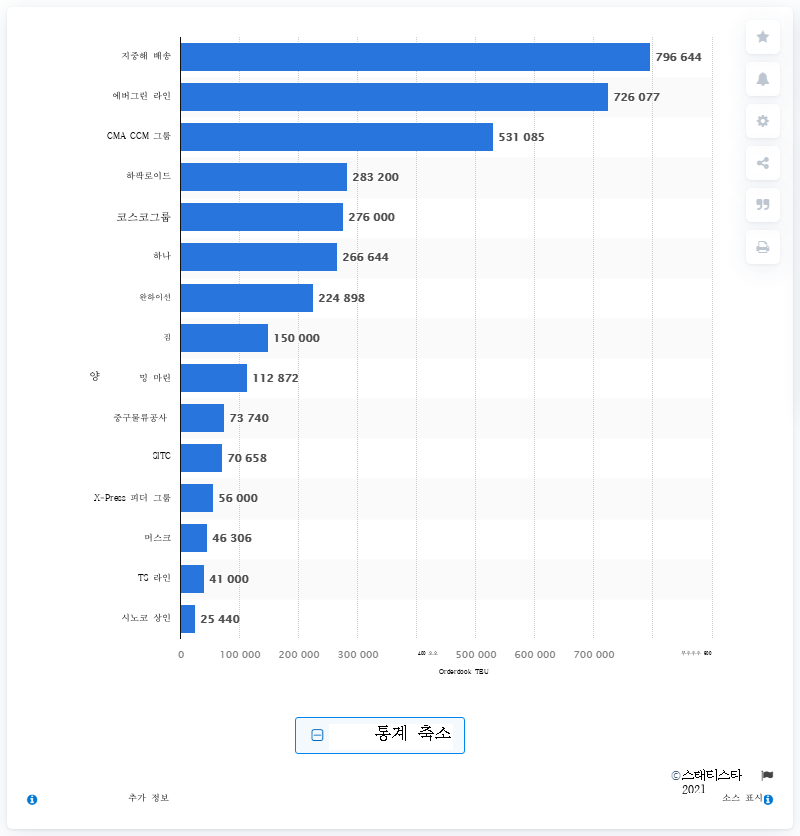 지중해 배송 796 644
에버그린 라인 726 077
CMA CCM 그룹 531 085
하팍로이드 283 200
코스코그룹 276 000
하나 266 644
완하이선 224 898
짐 150 000
양 밍 마린 112 872
중구물류공사 73 740
SITC 70 658
X-Press 피더 그룹 56 000
머스크 46 306
TS 라인 41 000
시노코 상인 25 440
0 100 000 200 000 300 000 400 500 000 600 000 700 000 800
Orderdook TBU
통계 축소
©스태티스타
2021
추가 정보 소스 표시